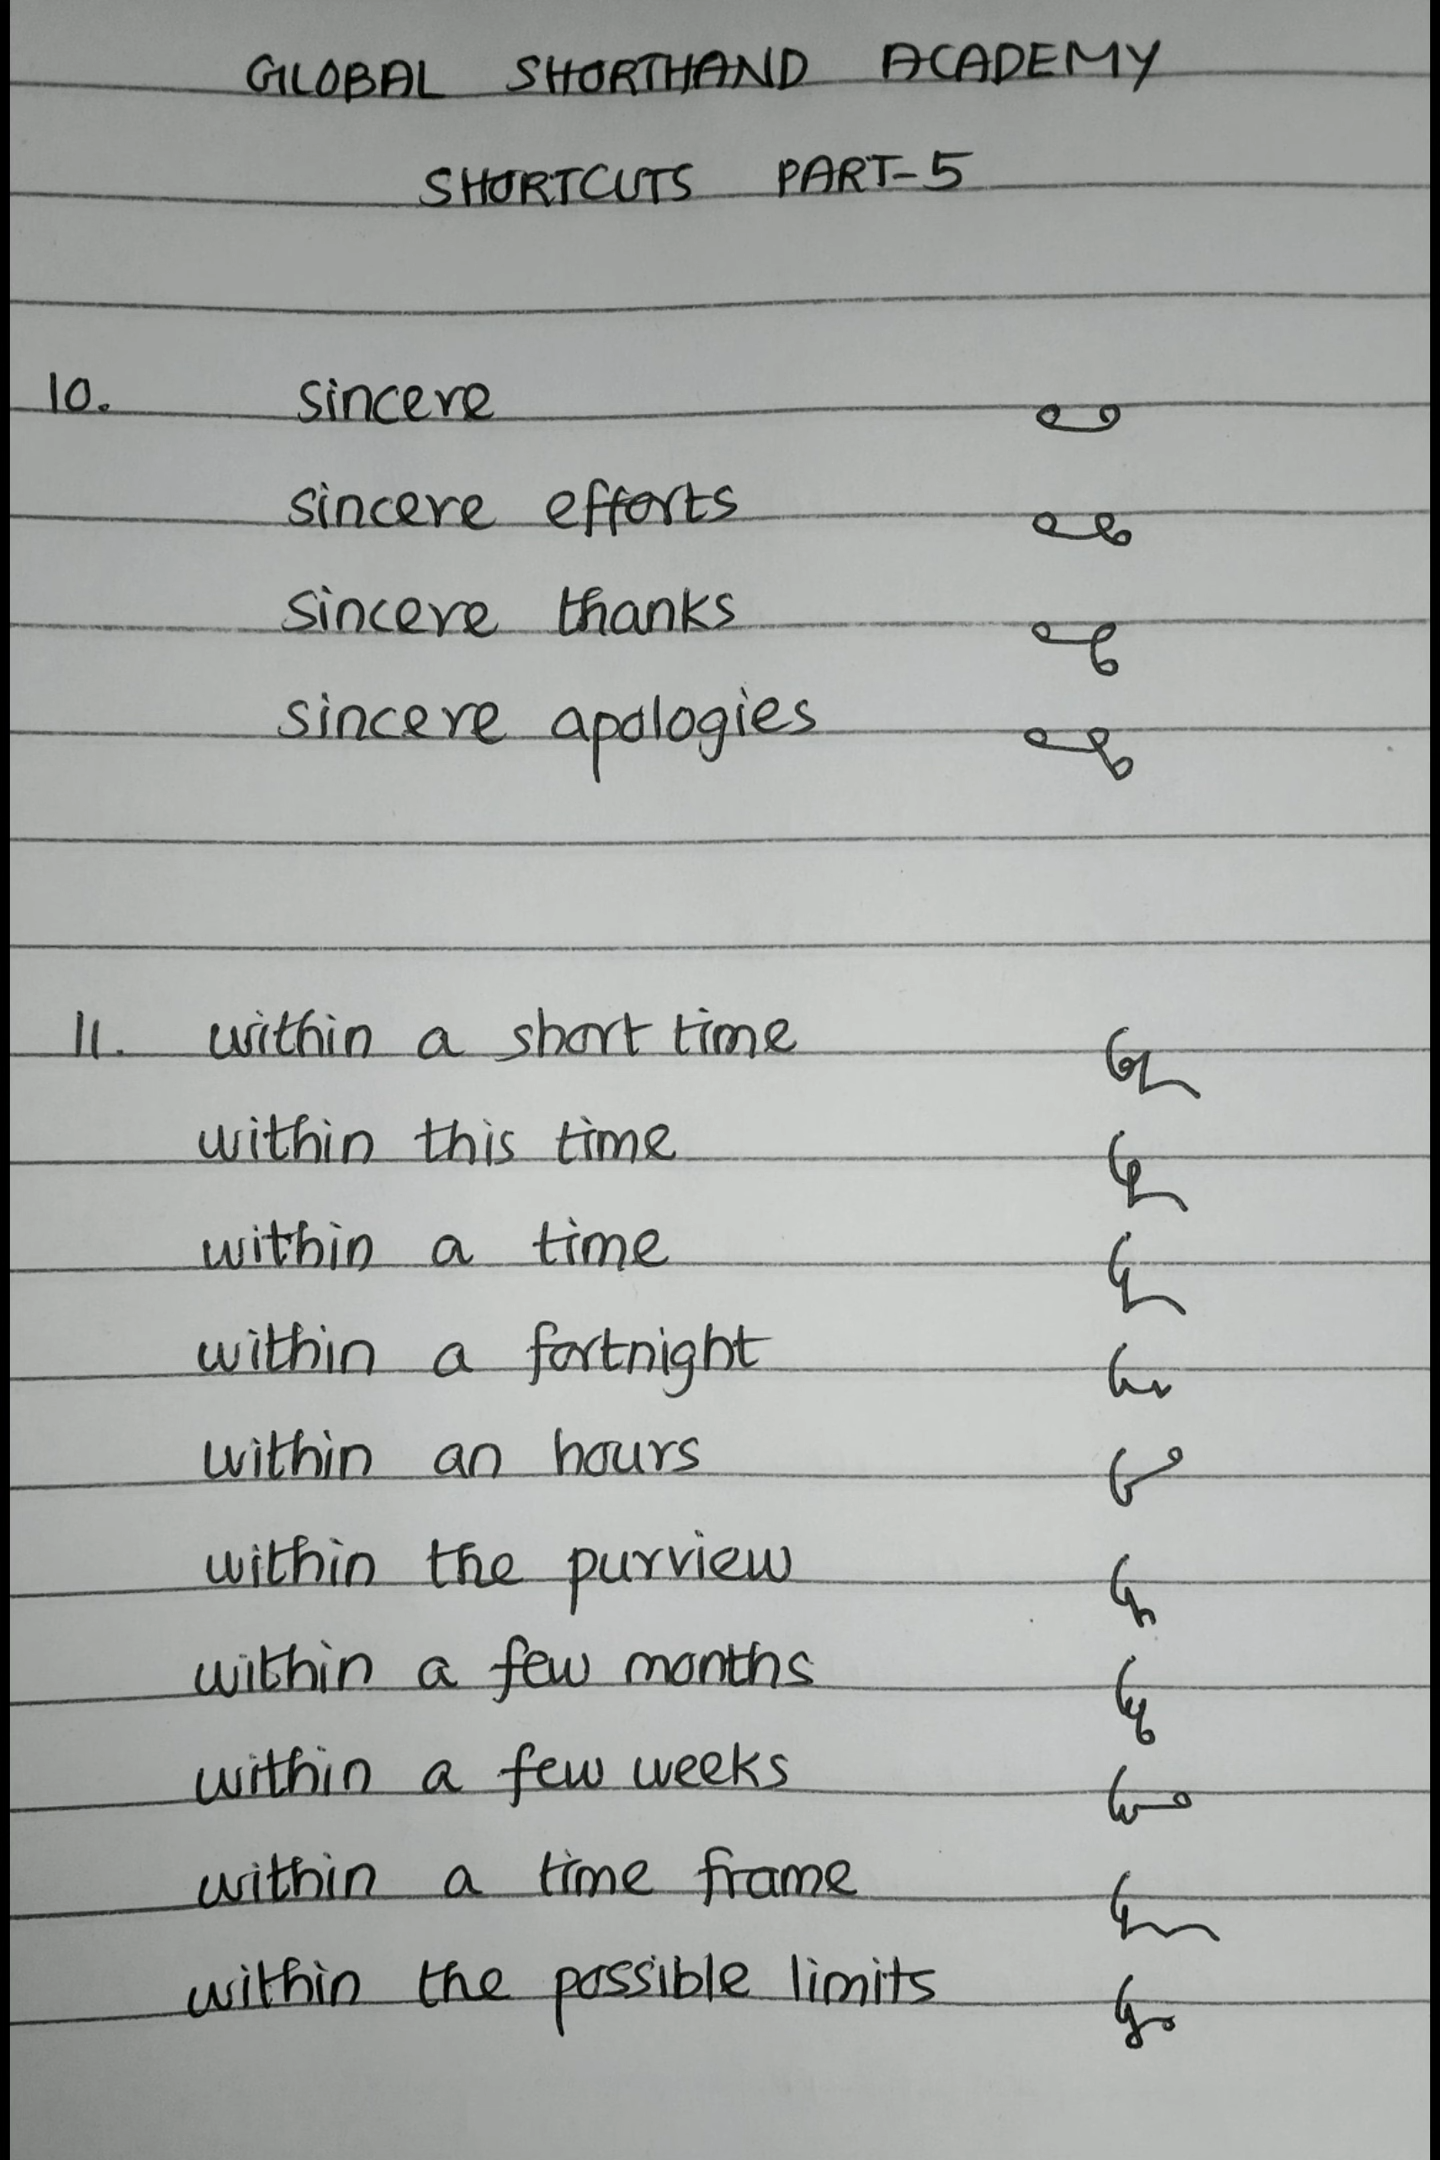 GLOBAL SHORTHAND ACADEMY
SHORTCUTS PART-5
10. sincere
sincere efforts
sincere thanks
sincere apologies
11. within a short time
within this time
within a time
within a fortnight
within an hours
within the purview
within a few months
within a few weeks
within a time frame
within the possible limits